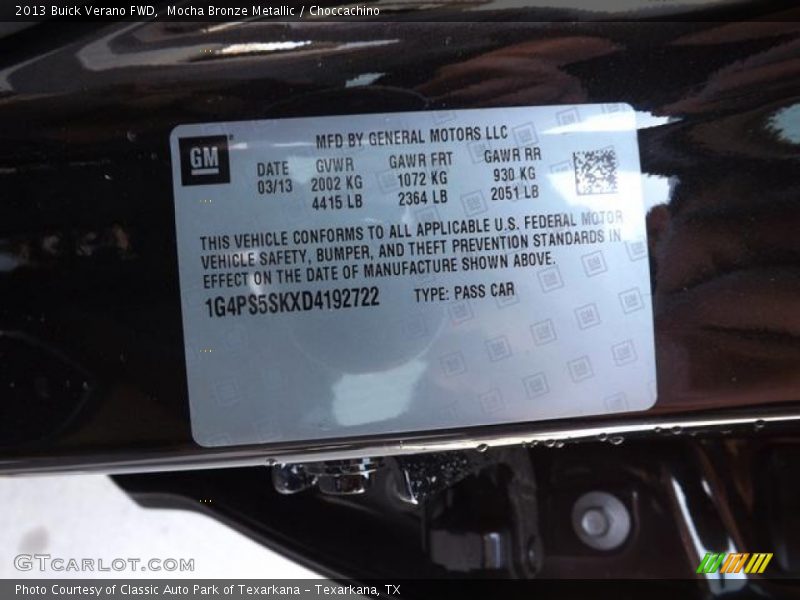 2013 Buick Verano FWD, Mocha Bronze Metallic / Choccachino
GM
MFD BY GENERAL MOTORS LLC
DATE GVWR GAWR FRT GAWR RR
03/13 2002 KG 1072 KG 930 KG
4415 LB 2364 LB 2051 LB
THIS VEHICLE CONFORMS TO ALL APPLICABLE U.S. FEDERAL MOTOR
VEHICLE SAFETY, BUMPER, AND THEFT PREVENTION STANDARDS IN
EFFECT ON THE DATE OF MANUFACTURE SHOWN ABOVE.
1G4PS5SKXD4192722 TYPE: PASS CAR
GTcarlot.com
Photo Courtesy of Classic Auto Park of Texarkana - Texarkana, TX